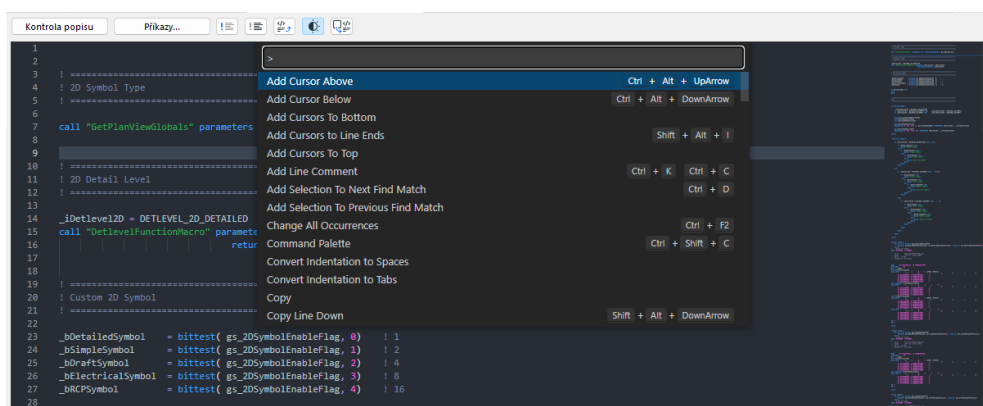 Kontrola popisu Příkazy...
>
Add Cursor Above Ctrl + Alt + UpArrow
Add Cursor Below Ctrl + Alt + DownArrow
Add Cursors To Bottom
Add Cursors to Line Ends Shift + Alt + I
Add Cursors To Top
Add Line Comment Ctrl + K Ctrl + C
Add Selection To Next Find Match Ctrl + D
Add Selection To Previous Find Match
Change All Occurrences Ctrl + F2
Command Palette Ctrl + Shift + C
Convert Indentation to Spaces
Convert Indentation to Tabs
Copy
Copy Line Down Shift + Alt + DownArrow
1
2
3 ! ==========================
4 ! 2D Symbol Type
5 ! ==========================
6
7 call "GetPlanViewGlobals" parameters
8
9
10 ! ==========================
11 ! 2D Detail Level
12 ! ==========================
13
14 _iDetlevel2D = DETLEVEL_2D_DETAILED
15 call "DetlevelFunctionMacro" paramete
16 retur
17
18
19 ! ==========================
20 ! Custom 2D Symbol
21 ! ==========================
22
23 _bDetailedSymbol = bittest( gs_2DSymbolEnableFlag, 0) ! 1
24 _bSimpleSymbol = bittest( gs_2DSymbolEnableFlag, 1) ! 2
25 _bDraftSymbol = bittest( gs_2DSymbolEnableFlag, 2) ! 4
26 _bElectricalSymbol = bittest( gs_2DSymbolEnableFlag, 3) ! 8
27 _bRCPSymbol = bittest( gs_2DSymbolEnableFlag, 4) ! 16
28